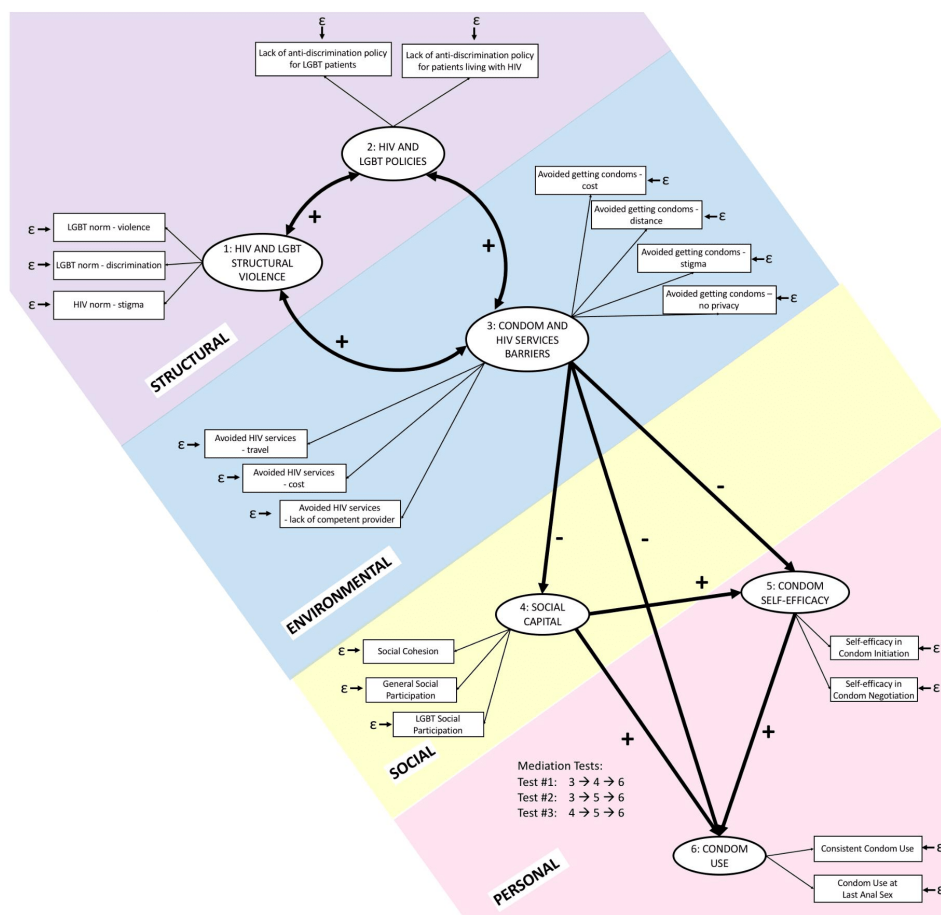 ε
ε
Lack of anti-discrimination policy
for LGBT patients
Lack of anti-discrimination policy
for patients living with HIV
2: HIV AND
LGBT POLICIES
+
+
+
ε
LGBT norm - violence
ε
LGBT norm - discrimination
ε
HIV norm - stigma
1: HIV AND LGBT
STRUCTURAL
VIOLENCE
Avoided getting condoms -
cost
ε
Avoided getting condoms -
distance
ε
Avoided getting condoms -
stigma
ε
Avoided getting condoms –
no privacy
ε
3: CONDOM AND
HIV SERVICES
BARRIERS
STRUCTURAL
ε
Avoided HIV services
- travel
ε
Avoided HIV services
- cost
ε
Avoided HIV services
- lack of competent provider
-
-
-
ENVIRONMENTAL
4: SOCIAL
CAPITAL
+
5: CONDOM
SELF-EFFICACY
ε
Social Cohesion
ε
General Social
Participation
ε
LGBT Social
Participation
Self-efficacy in
Condom Initiation
ε
Self-efficacy in
Condom Negotiation
ε
+
+
SOCIAL
Mediation Tests:
Test #1: 3 → 4 → 6
Test #2: 3 → 5 → 6
Test #3: 4 → 5 → 6
6: CONDOM
USE
Consistent Condom Use
ε
Condom Use at
Last Anal Sex
ε
PERSONAL